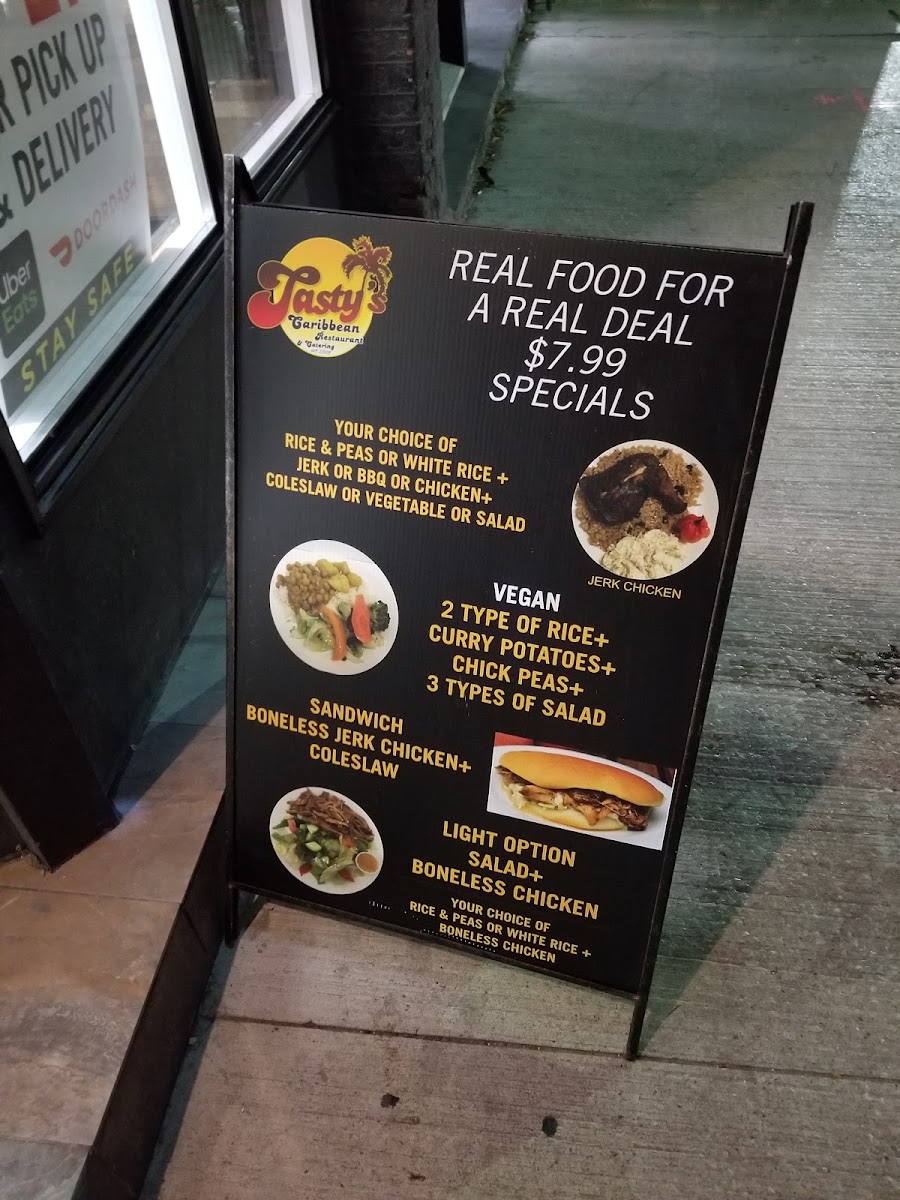 R PICK UP
& DELIVERY
DOORDASH
Uber
Eats
STAY SAFE
Tasty's
Caribbean
Restaurant
& Catering
REAL FOOD FOR
A REAL DEAL
$7.99
SPECIALS
YOUR CHOICE OF
RICE & PEAS OR WHITE RICE +
JERK OR BBQ OR CHICKEN+
COLESLAW OR VEGETABLE OR SALAD
JERK CHICKEN
VEGAN
2 TYPE OF RICE+
CURRY POTATOES+
CHICK PEAS+
3 TYPES OF SALAD
SANDWICH
BONELESS JERK CHICKEN+
COLESLAW
LIGHT OPTION
SALAD+
BONELESS CHICKEN
YOUR CHOICE OF
RICE & PEAS OR WHITE RICE +
BONELESS CHICKEN